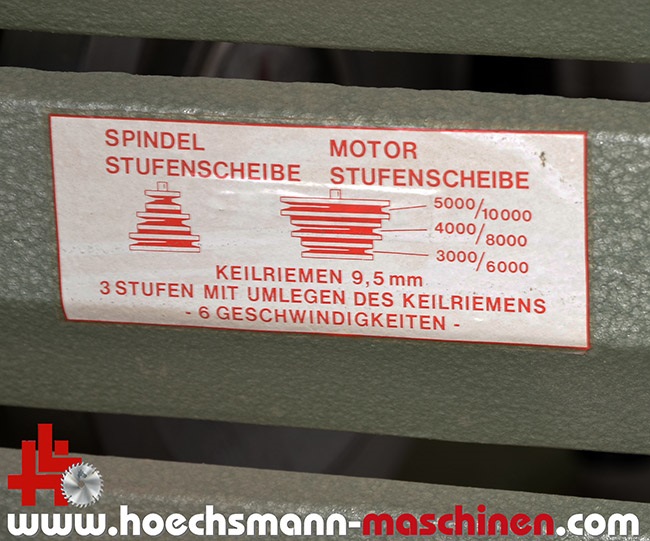 SPINDEL
STUFENSCHEIBE
MOTOR
STUFENSCHEIBE
5000/10000
4000/8000
3000/6000
KEILRIEMEN 9,5 mm
3 STUFEN MIT UMLEGEN DES KEILRIEMENS
- 6 GESCHWINDIGKEITEN -
www.hoechsmann-maschinen.com